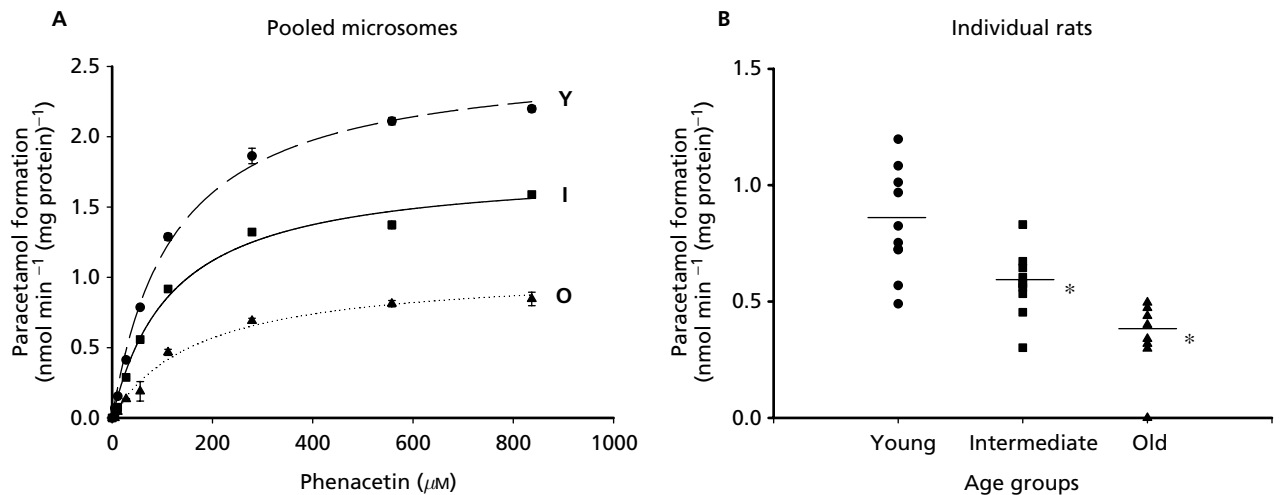 A
Pooled microsomes
Paracetamol formation
(nmol min ⁻¹ (mg protein)⁻¹)
2.5
2.0
1.5
1.0
0.5
0.0
Y
I
O
0 200 400 600 800 1000
Phenacetin (μM)
B
Individual rats
Paracetamol formation
(nmol min ⁻¹ (mg protein)⁻¹)
1.5
1.0
0.5
0.0
*
*
Young Intermediate Old
Age groups